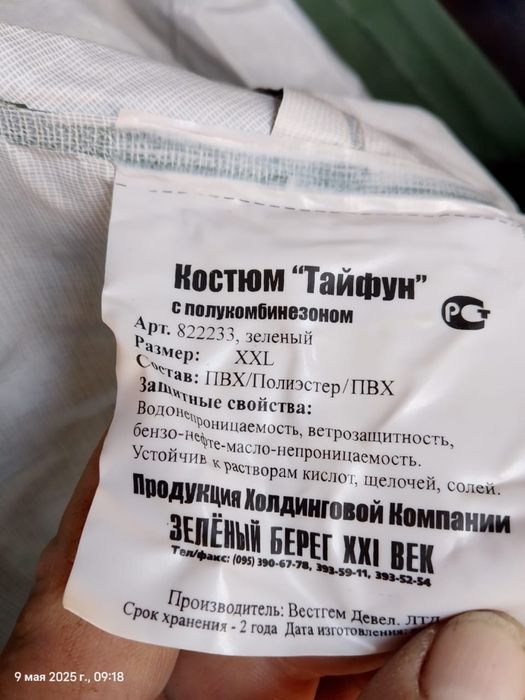 Костюм "Тайфун"
с полукомбинезоном
РСТ
Арт. 822233, зеленый
Размер: XXL
Состав: ПВХ/Полиэстер/ПВХ
Защитные свойства:
Водонепроницаемость, ветрозащитность,
бензо-нефте-масло-непроницаемость.
Устойчив к растворам кислот, щелочей, солей.
Продукция Холдинговой Компании
ЗЕЛЁНЫЙ БЕРЕГ XXI ВЕК
Тел/факс: (095) 390-67-78, 393-59-11, 393-52-54
Производитель: Вестгем Девел. ЛТД
Срок хранения - 2 года Дата изготовления:
9 мая 2025 г., 09:18